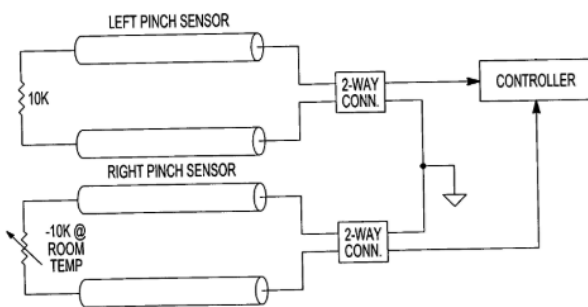 LEFT PINCH SENSOR
10K
2-WAY
CONN.
CONTROLLER
RIGHT PINCH SENSOR
-10K @
ROOM
TEMP
2-WAY
CONN.